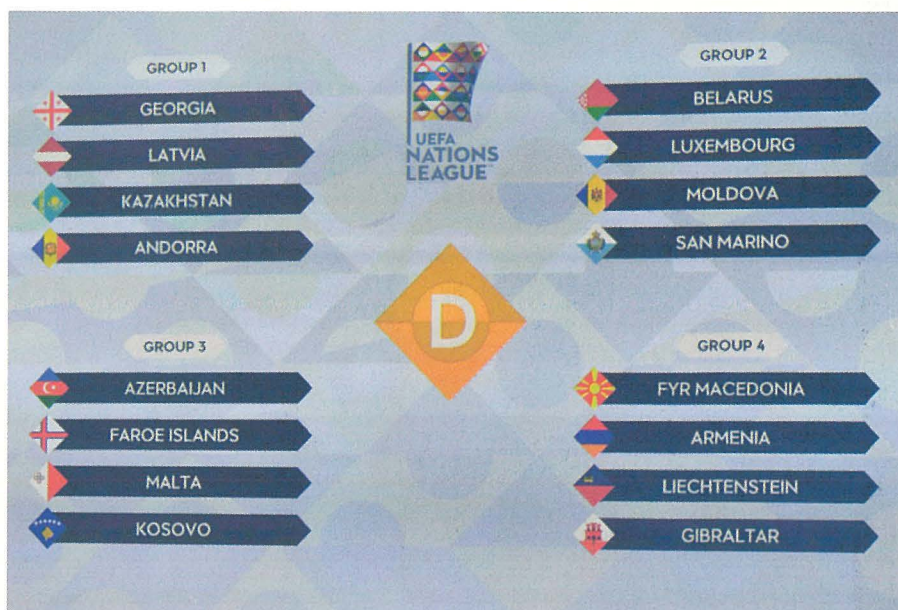 GROUP 1
GEORGIA
LATVIA
KAZAKHSTAN
ANDORRA
UEFA
NATIONS
LEAGUE™
GROUP 2
BELARUS
LUXEMBOURG
MOLDOVA
SAN MARINO
D
GROUP 3
AZERBAIJAN
FAROE ISLANDS
MALTA
KOSOVO
GROUP 4
FYR MACEDONIA
ARMENIA
LIECHTENSTEIN
GIBRALTAR